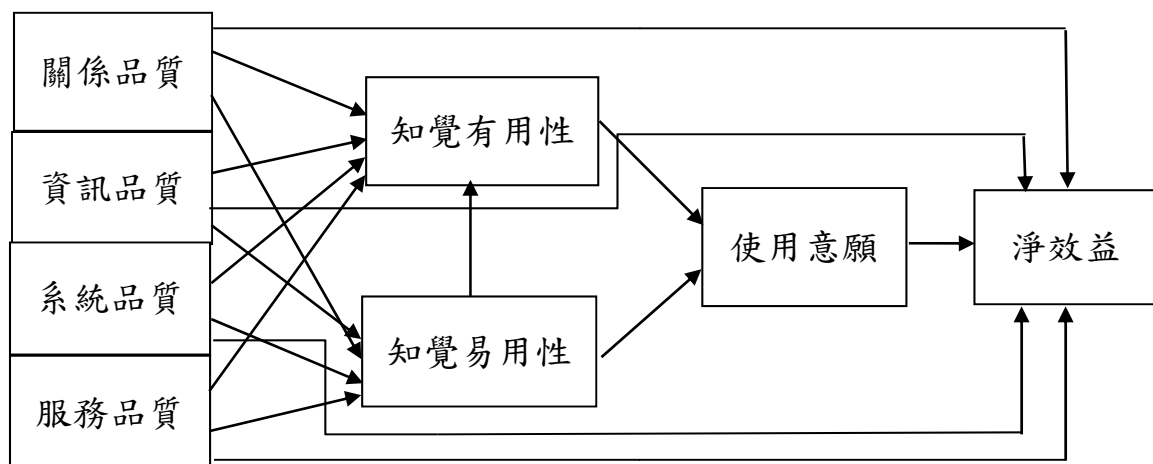 關係品質
資訊品質
系統品質
服務品質
知覺有用性
知覺易用性
使用意願
淨效益